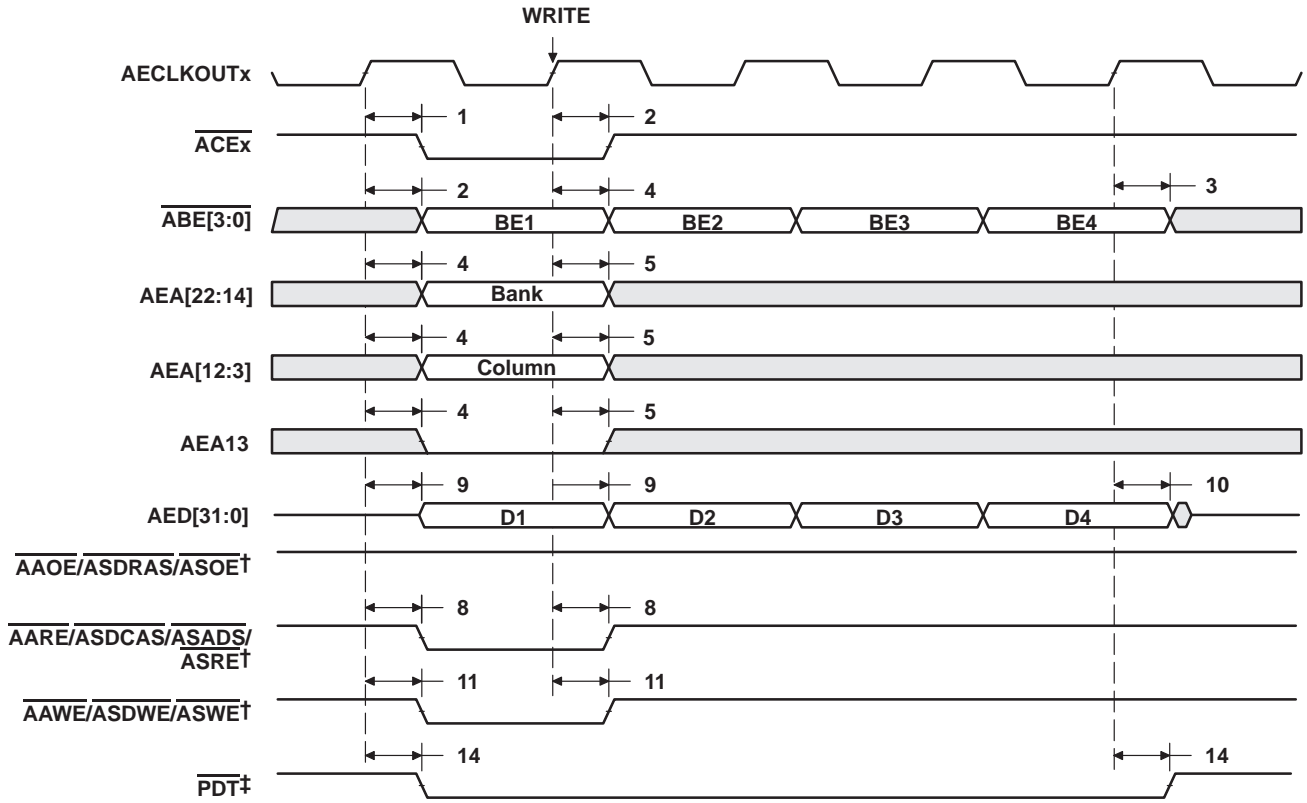 WRITE
AECLKOUTx
1 2
ACEx
2 4 3
ABE[3:0] BE1 BE2 BE3 BE4
4 5
AEA[22:14] Bank
4 5
AEA[12:3] Column
4 5
AEA13
9 9 10
AED[31:0] D1 D2 D3 D4
AAOE/ASDRAS/ASOE†
8 8
AARE/ASDCAS/ASADS/
ASRE†
11 11
AAWE/ASDWE/ASWE†
14 14
PDT‡